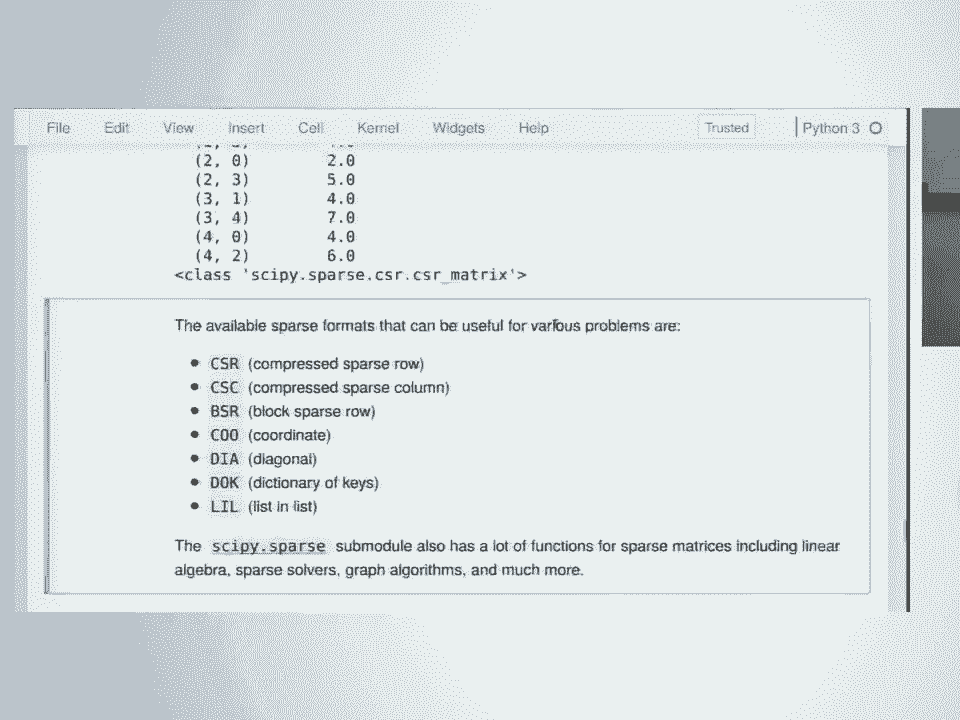 File Edit View Insert Cell Kernel Widgets Help Trusted Python 3
(2, 0) 2.0
(2, 3) 5.0
(3, 1) 4.0
(3, 4) 7.0
(4, 0) 4.0
(4, 2) 6.0
<class 'scipy.sparse.csr.csr_matrix'>
The available sparse formats that can be useful for various problems are:
• CSR (compressed sparse row)
• CSC (compressed sparse column)
• BSR (block sparse row)
• COO (coordinate)
• DIA (diagonal)
• DOK (dictionary of keys)
• LIL (list in list)
The scipy.sparse submodule also has a lot of functions for sparse matrices including linear
algebra, sparse solvers, graph algorithms, and much more.